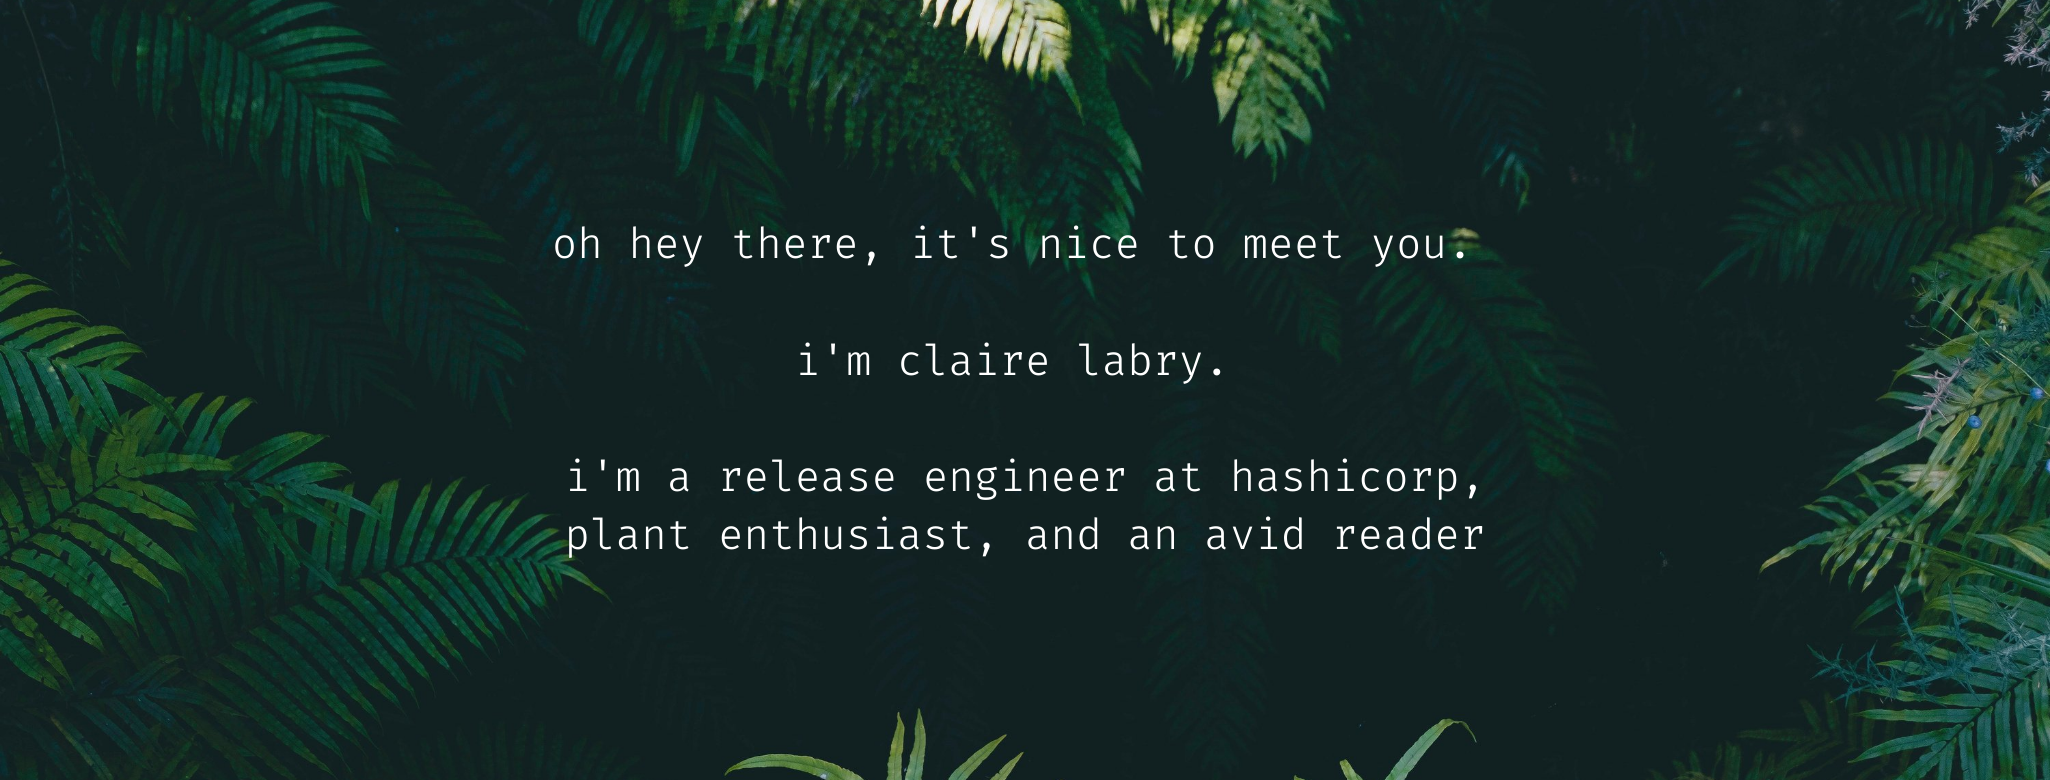 oh hey there, it's nice to meet you.
i'm claire labry.
i'm a release engineer at hashicorp,
plant enthusiast, and an avid reader